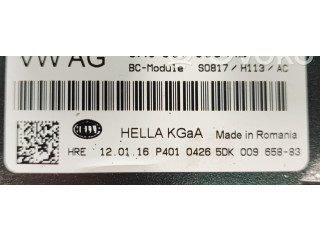 VW AG
BC-Module SO817/H113/AC
HELLA KGaA Made in Romania
HRE 12.01.16 P401 0426 5DK 009 658-83